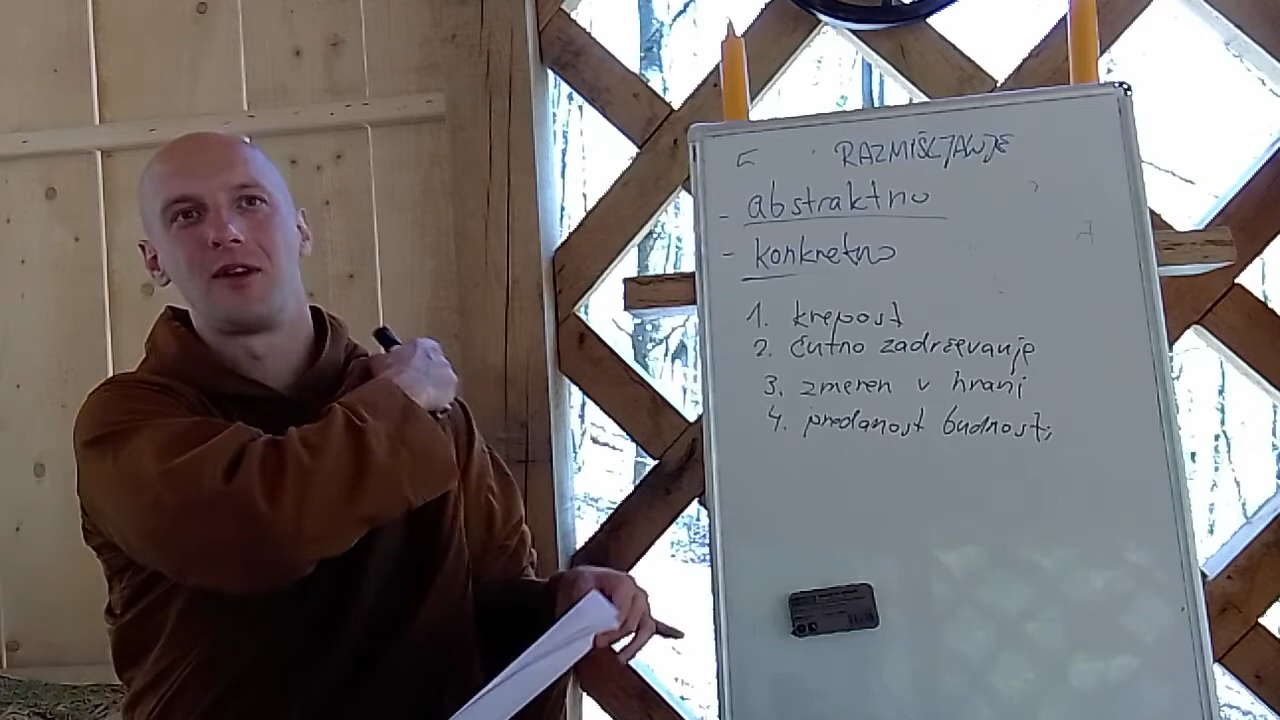 RAZMIŠLJANJE
- abstraktno
- konkretno
1. krepost
2. čutno zadrževanje
3. zmeren v hrani
4. predanost budnosti